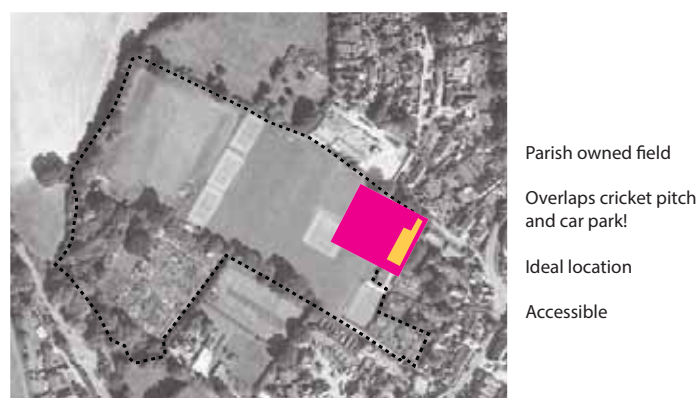 Parish owned field
Overlaps cricket pitch
and car park!
Ideal location
Accessible